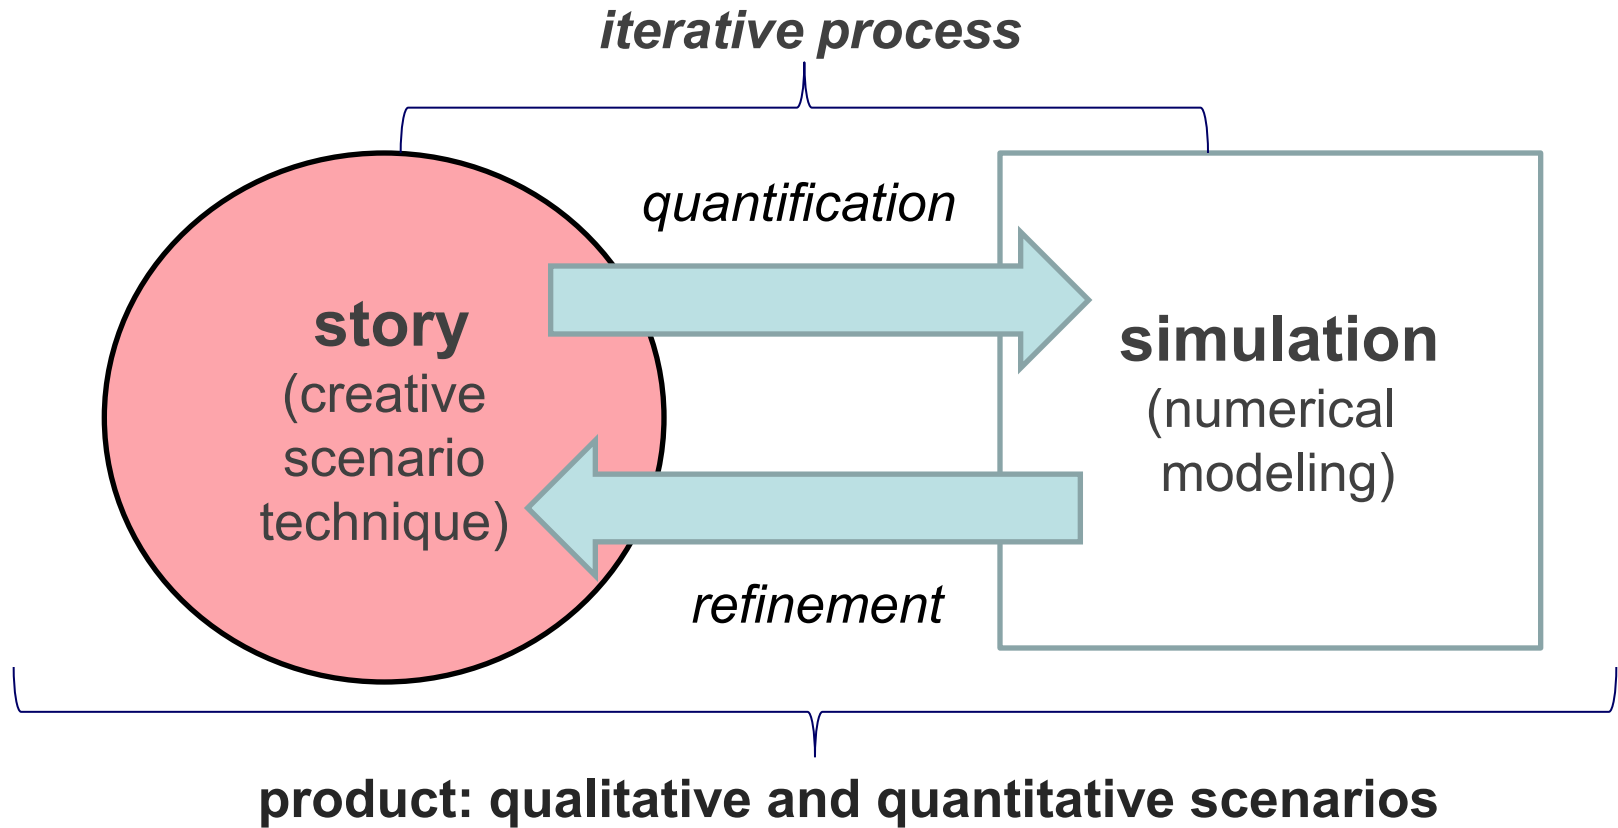 iterative process
quantification
story
(creative
scenario
technique)
simulation
(numerical
modeling)
refinement
product: qualitative and quantitative scenarios